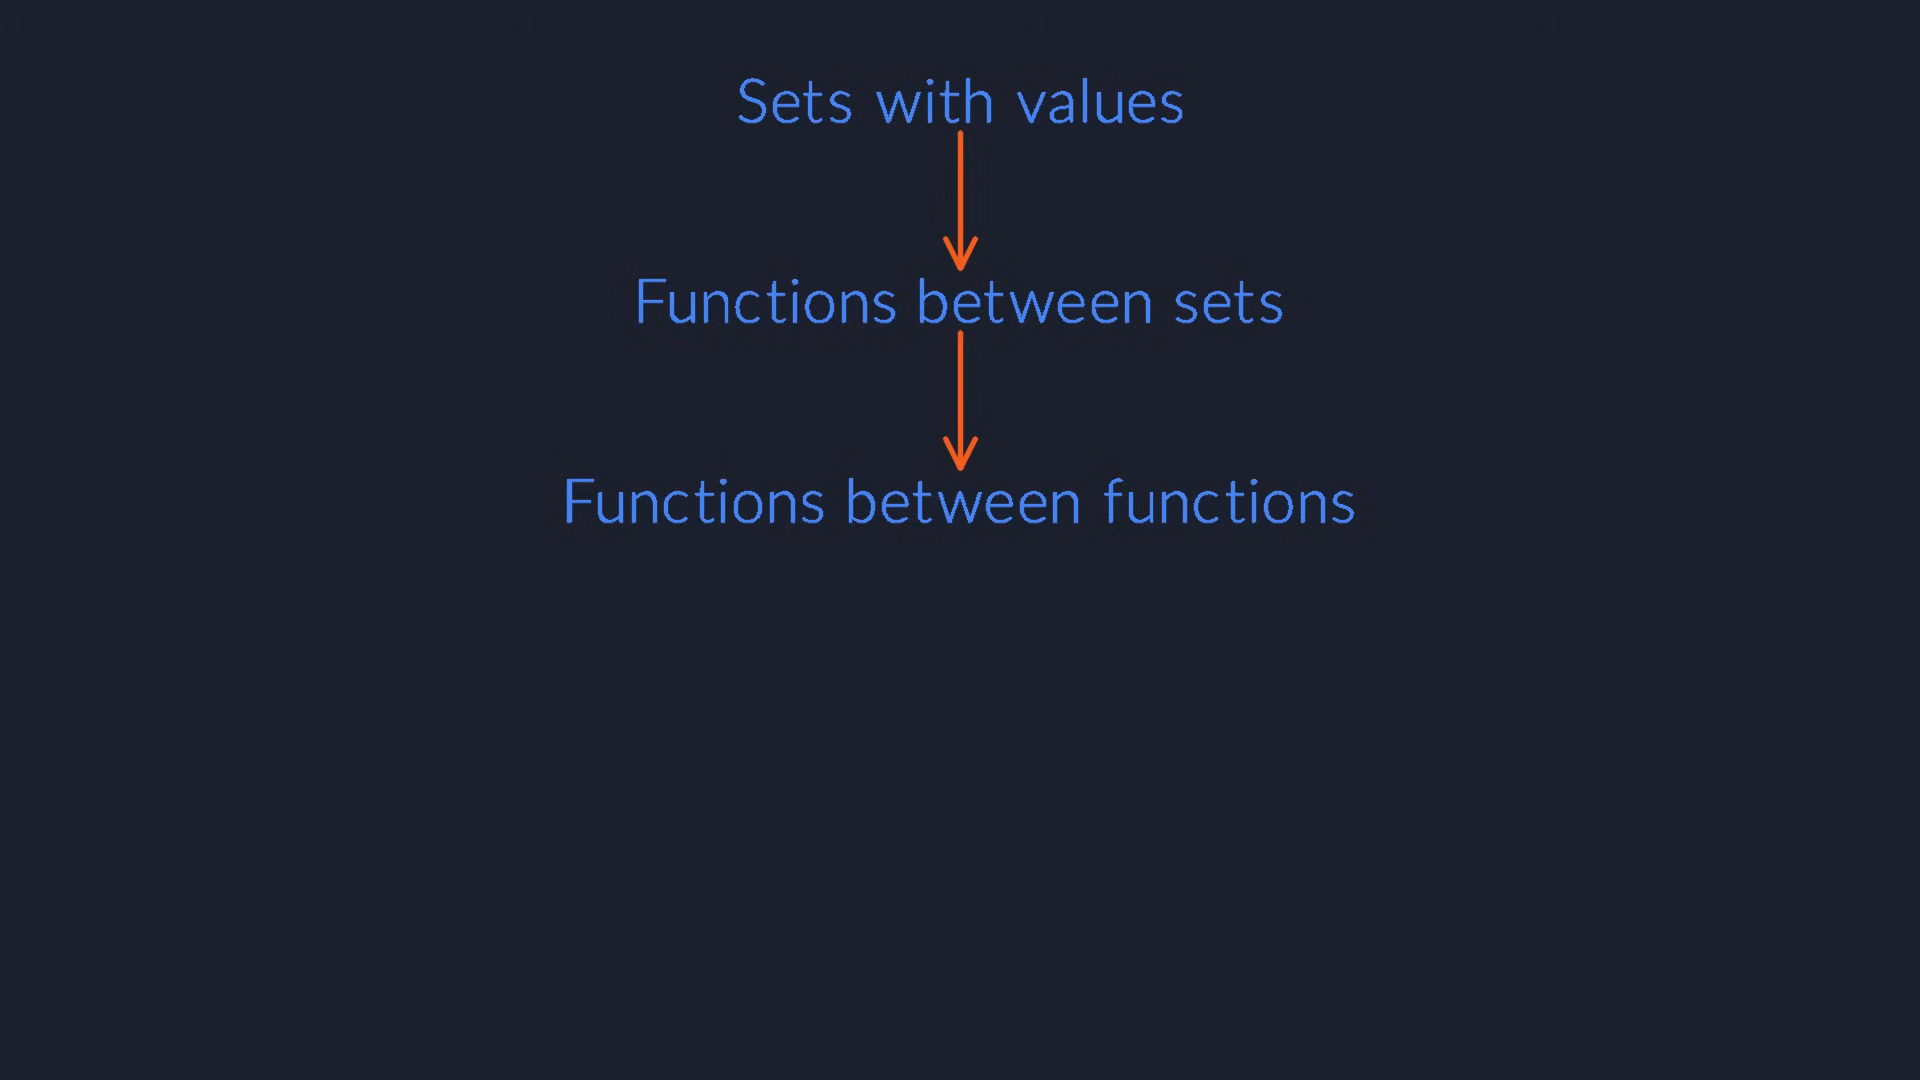 Sets with values
Functions between sets
Functions between functions